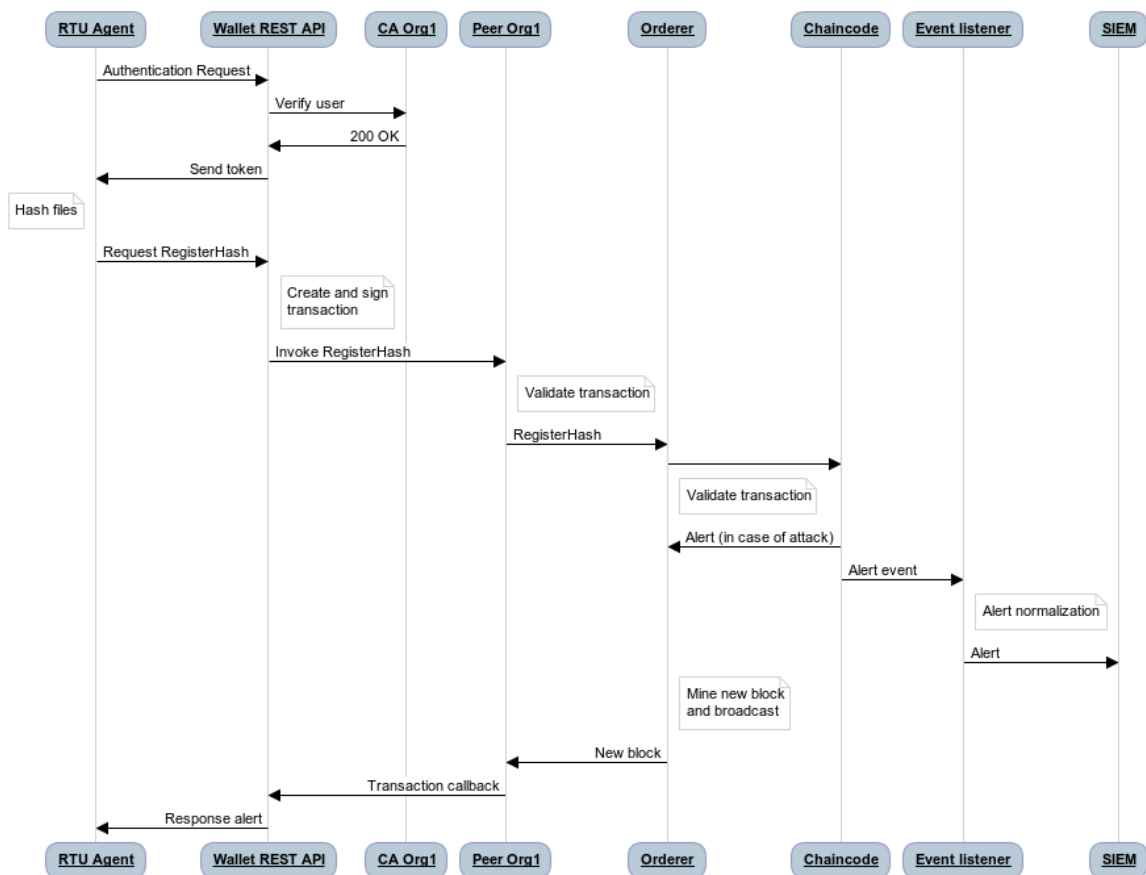 RTU Agent
Wallet REST API
CA Org1
Peer Org1
Orderer
Chaincode
Event listener
SIEM
Authentication Request
Verify user
200 OK
Send token
Hash files
Request RegisterHash
Create and sign
transaction
Invoke RegisterHash
Validate transaction
RegisterHash
Validate transaction
Alert (in case of attack)
Alert event
Alert normalization
Alert
Mine new block
and broadcast
New block
Transaction callback
Response alert
RTU Agent
Wallet REST API
CA Org1
Peer Org1
Orderer
Chaincode
Event listener
SIEM